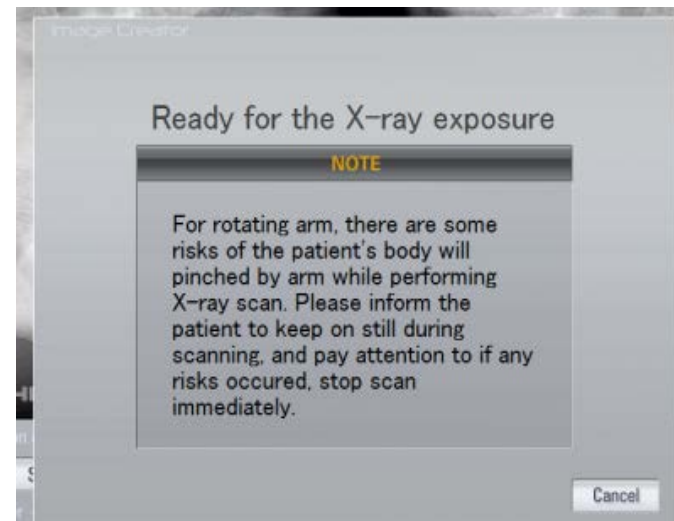 Image Creator
Ready for the X-ray exposure
NOTE
For rotating arm, there are some
risks of the patient's body will
pinched by arm while performing
X-ray scan. Please inform the
patient to keep on still during
scanning, and pay attention to if any
risks occured, stop scan
immediately.
Cancel